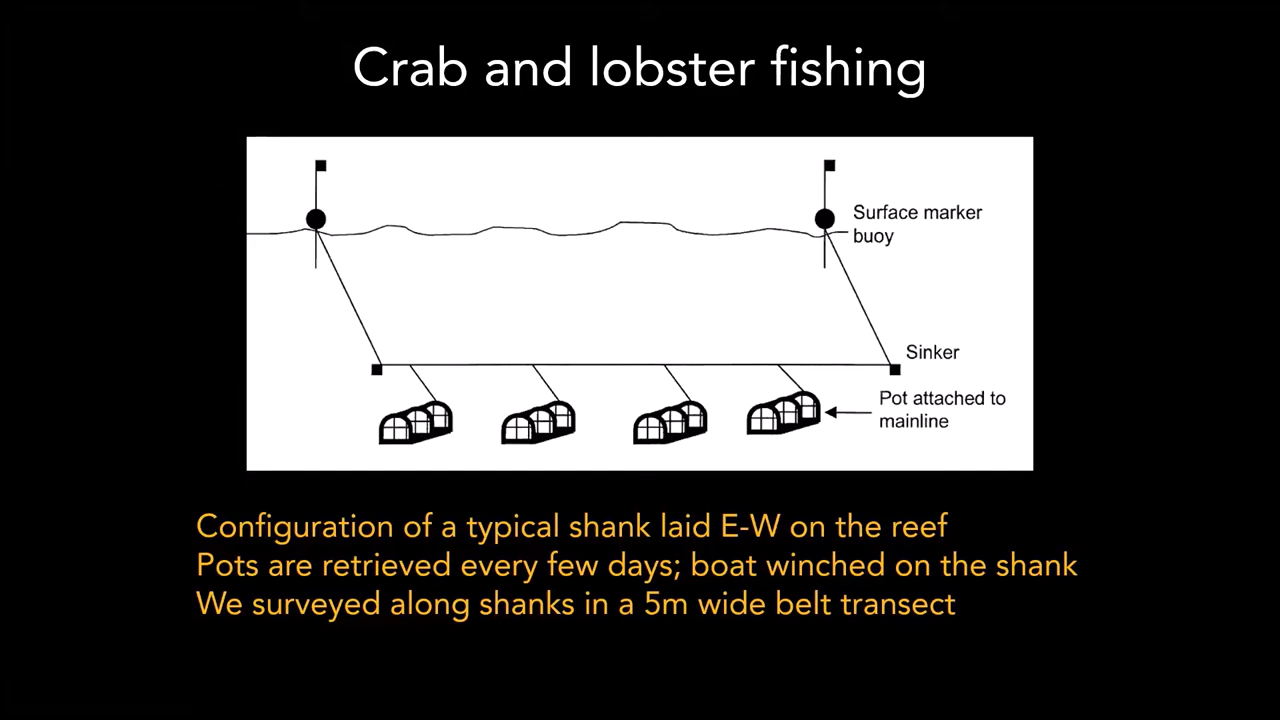 Crab and lobster fishing
Surface marker
buoy
Sinker
Pot attached to
mainline
Configuration of a typical shank laid E-W on the reef
Pots are retrieved every few days; boat winched on the shank
We surveyed along shanks in a 5m wide belt transect